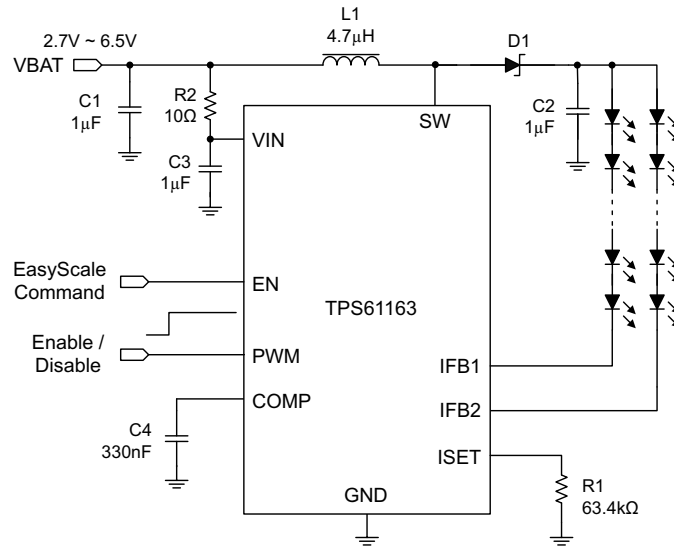 L1
4.7μH
2.7V ~ 6.5V
VBAT
D1
C1
1μF
R2
10Ω
C2
1μF
SW
VIN
C3
1μF
EasyScale
Command
EN
TPS61163
Enable /
Disable
PWM
IFB1
COMP
IFB2
C4
330nF
ISET
R1
63.4kΩ
GND